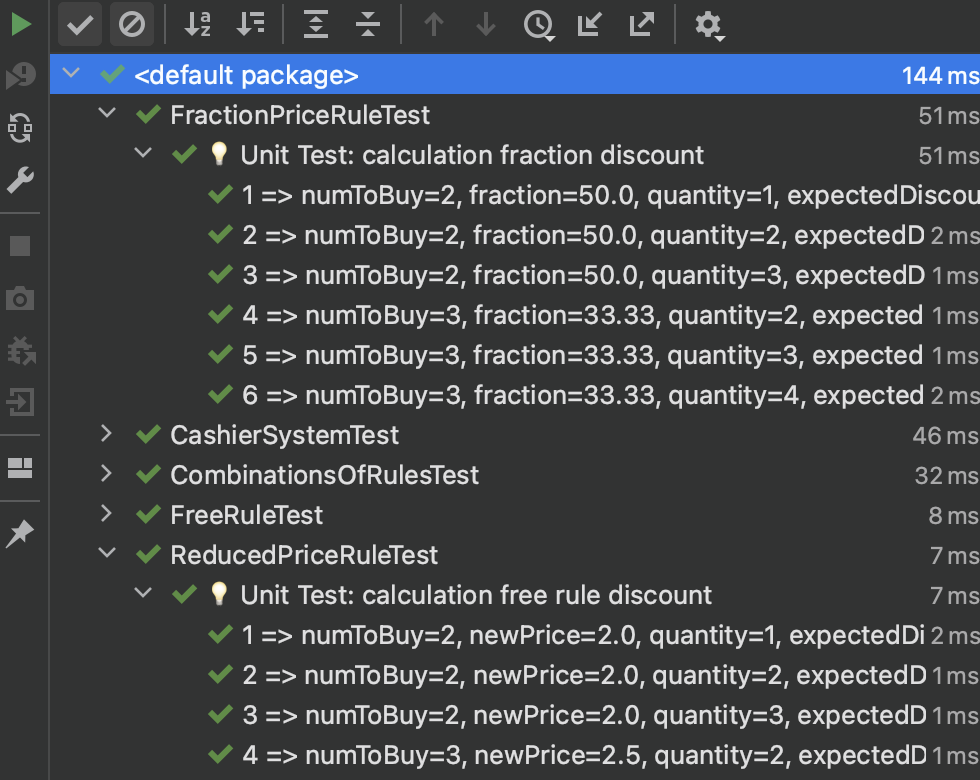 <default package> 144 ms
FractionPriceRuleTest 51 ms
Unit Test: calculation fraction discount 51 ms
1 => numToBuy=2, fraction=50.0, quantity=1, expectedDiscou
2 => numToBuy=2, fraction=50.0, quantity=2, expectedD 2 ms
3 => numToBuy=2, fraction=50.0, quantity=3, expectedD 1 ms
4 => numToBuy=3, fraction=33.33, quantity=2, expected 1 ms
5 => numToBuy=3, fraction=33.33, quantity=3, expected 1 ms
6 => numToBuy=3, fraction=33.33, quantity=4, expected 2 ms
CashierSystemTest 46 ms
CombinationsOfRulesTest 32 ms
FreeRuleTest 8 ms
ReducedPriceRuleTest 7 ms
Unit Test: calculation free rule discount 7 ms
1 => numToBuy=2, newPrice=2.0, quantity=1, expectedDi 2 ms
2 => numToBuy=2, newPrice=2.0, quantity=2, expectedD 1 ms
3 => numToBuy=2, newPrice=2.0, quantity=3, expectedD 1 ms
4 => numToBuy=3, newPrice=2.5, quantity=2, expectedD 1 ms